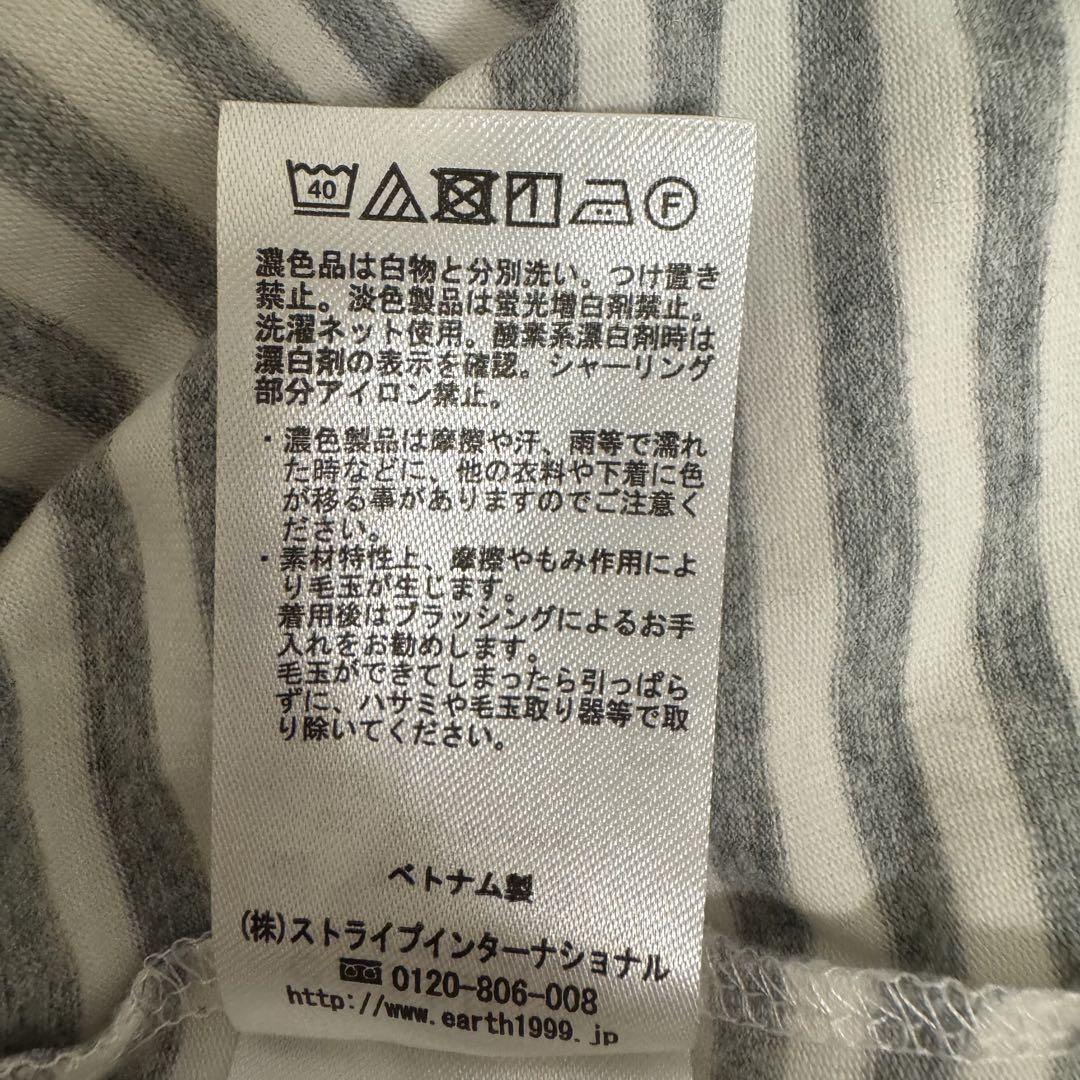 40 F
濃色品は白物と分別洗い。つけ置き
禁止。淡色製品は蛍光増白剤禁止。
洗濯ネット使用。酸素系漂白剤時は
漂白剤の表示を確認。シャーリング
部分アイロン禁止。
・濃色製品は摩擦や汗、雨等で濡れ
た時などに、他の衣料や下着に色
が移る事がありますのでご注意く
ださい。
・素材特性上、摩擦やもみ作用によ
り毛玉が生じます。
着用後はブラッシングによるお手
入れをお勧めします。
毛玉ができてしまったら引っぱら
ずに、ハサミや毛玉取り器等で取
り除いてください。
ベトナム製
(株)ストライプインターナショナル
0120-806-008
http://www.earth1999.jp